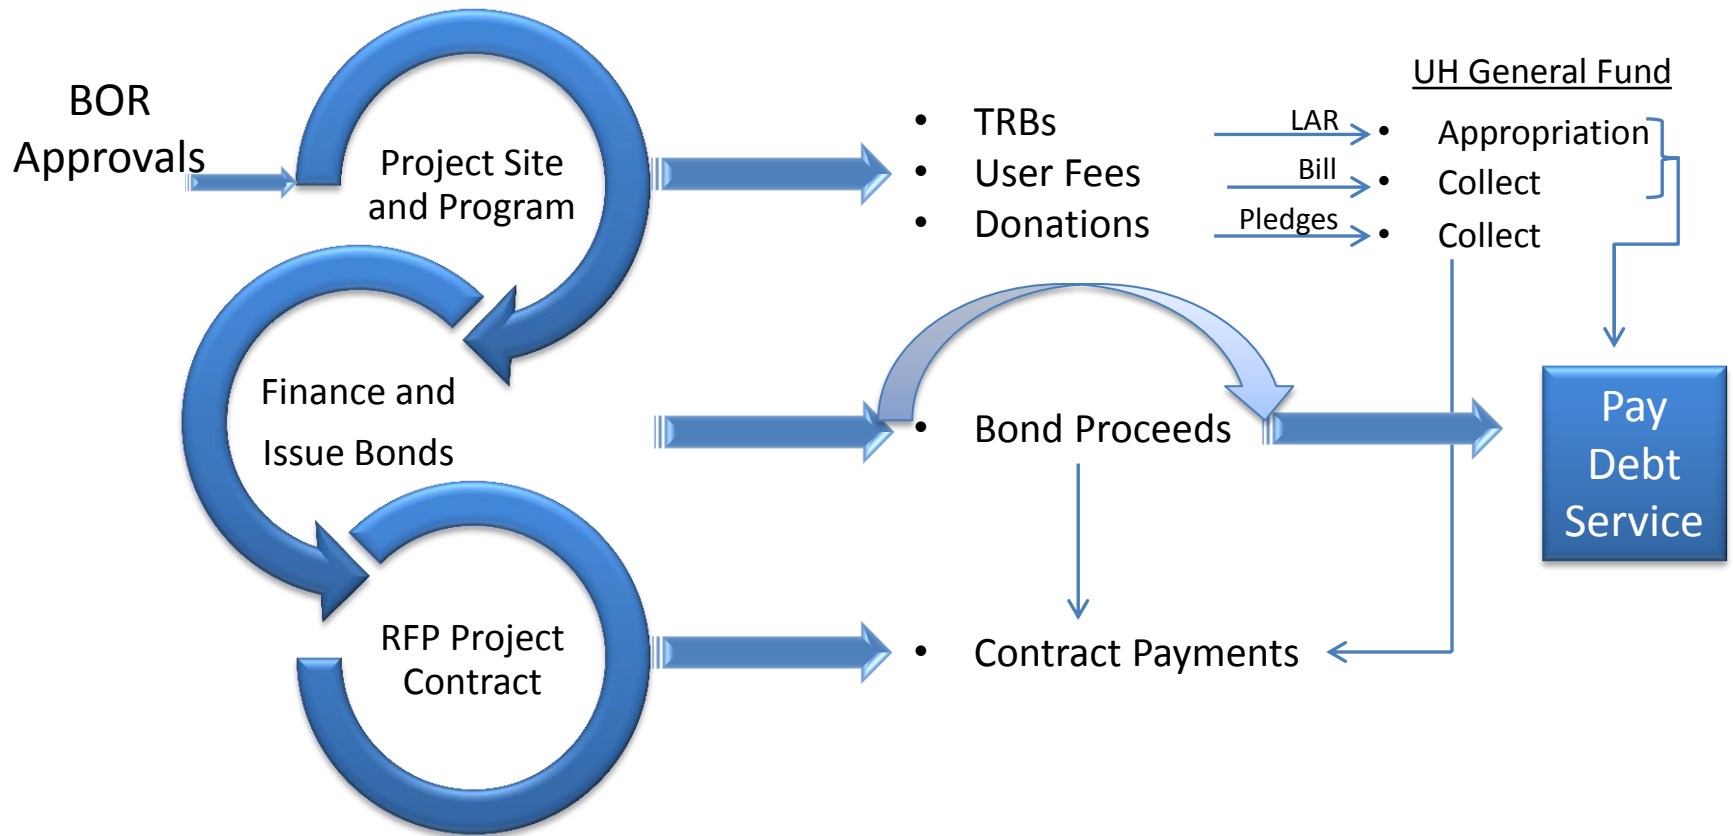 BOR
Approvals
Project Site
and Program
• TRBs
• User Fees
• Donations
LAR
Bill
Pledges
UH General Fund
• Appropriation
• Collect
• Collect
Finance and
Issue Bonds
• Bond Proceeds
Pay
Debt
Service
RFP Project
Contract
• Contract Payments